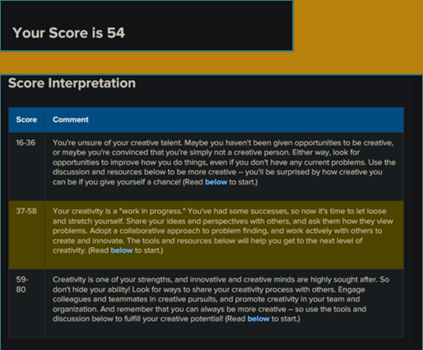 Your Score is 54
Score Interpretation
Score Comment
16-36 You're unsure of your creative talent. Maybe you haven't been given opportunities to be creative,
or maybe you're convinced that you're simply not a creative person. Either way, look for
opportunities to improve how you do things, even if you don't have any current problems. Use the
discussion and resources below to be more creative – you'll be surprised by how creative you
can be if you give yourself a chance! (Read below to start.)
37-58 Your creativity is a "work in progress." You've had some successes, so now it's time to let loose
and stretch yourself. Share your ideas and perspectives with others, and ask them how they view
problems. Adopt a collaborative approach to problem finding, and work actively with others to
create and innovate. The tools and resources below will help you get to the next level of
creativity. (Read below to start.)
59- Creativity is one of your strengths, and innovative and creative minds are highly sought after. So
80 don't hide your ability! Look for ways to share your creativity process with others. Engage
colleagues and teammates in creative pursuits, and promote creativity in your team and
organization. And remember that you can always be more creative – so use the tools and
discussion below to fulfill your creative potential! (Read below to start.)